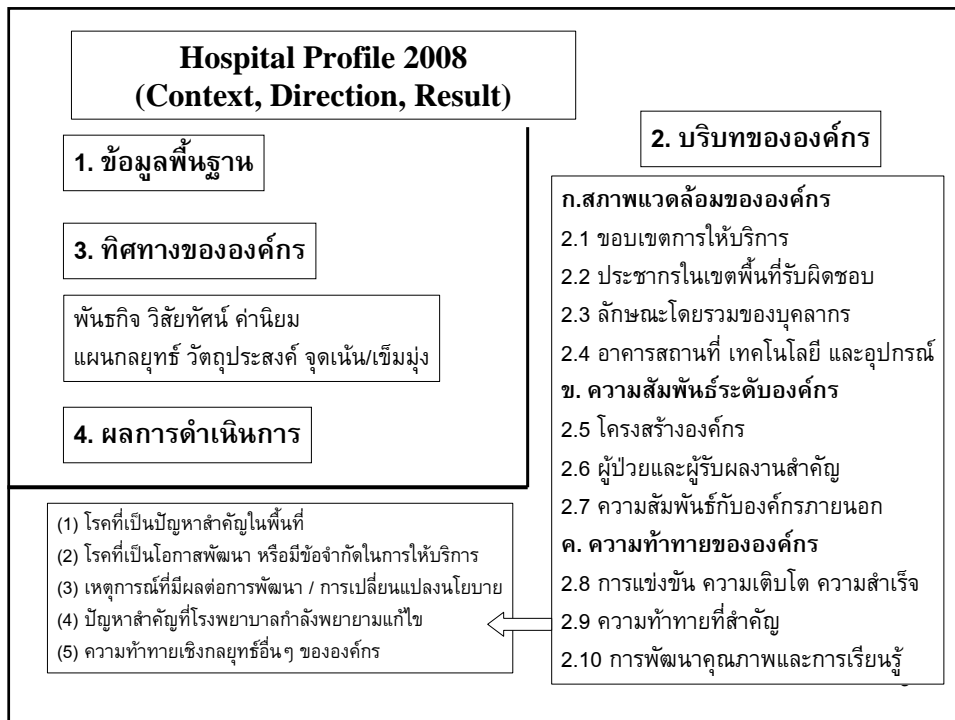 Hospital Profile 2008
(Context, Direction, Result)
1. ข้อมูลพื้นฐาน
3. ทิศทางขององค์กร
พันธกิจ วิสัยทัศน์ ค่านิยม
แผนกลยุทธ์ วัตถุประสงค์ จุดเน้น/เข็มมุ่ง
4. ผลการดำเนินการ
2. บริบทขององค์กร
ก.สภาพแวดล้อมขององค์กร
2.1 ขอบเขตการให้บริการ
2.2 ประชากรในเขตพื้นที่รับผิดชอบ
2.3 ลักษณะโดยรวมของบุคลากร
2.4 อาคารสถานที่ เทคโนโลยี และอุปกรณ์
ข. ความสัมพันธ์ระดับองค์กร
2.5 โครงสร้างองค์กร
2.6 ผู้ป่วยและผู้รับผลงานสำคัญ
2.7 ความสัมพันธ์กับองค์กรภายนอก
ค. ความท้าทายขององค์กร
2.8 การแข่งขัน ความเติบโต ความสำเร็จ
2.9 ความท้าทายที่สำคัญ
2.10 การพัฒนาคุณภาพและการเรียนรู้
(1) โรคที่เป็นปัญหาสำคัญในพื้นที่
(2) โรคที่เป็นโอกาสพัฒนา หรือมีข้อจำกัดในการให้บริการ
(3) เหตุการณ์ที่มีผลต่อการพัฒนา / การเปลี่ยนแปลงนโยบาย
(4) ปัญหาสำคัญที่โรงพยาบาลกำลังพยายามแก้ไข
(5) ความท้าทายเชิงกลยุทธ์อื่นๆ ขององค์กร